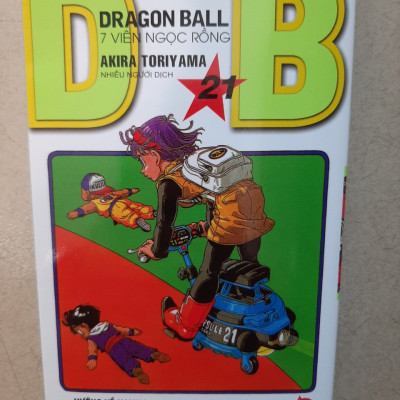 D B
DRAGON BALL
7 VIÊN NGỌC RỒNG
AKIRA TORIYAMA
NHIỀU NGƯỜI DỊCH
21
21